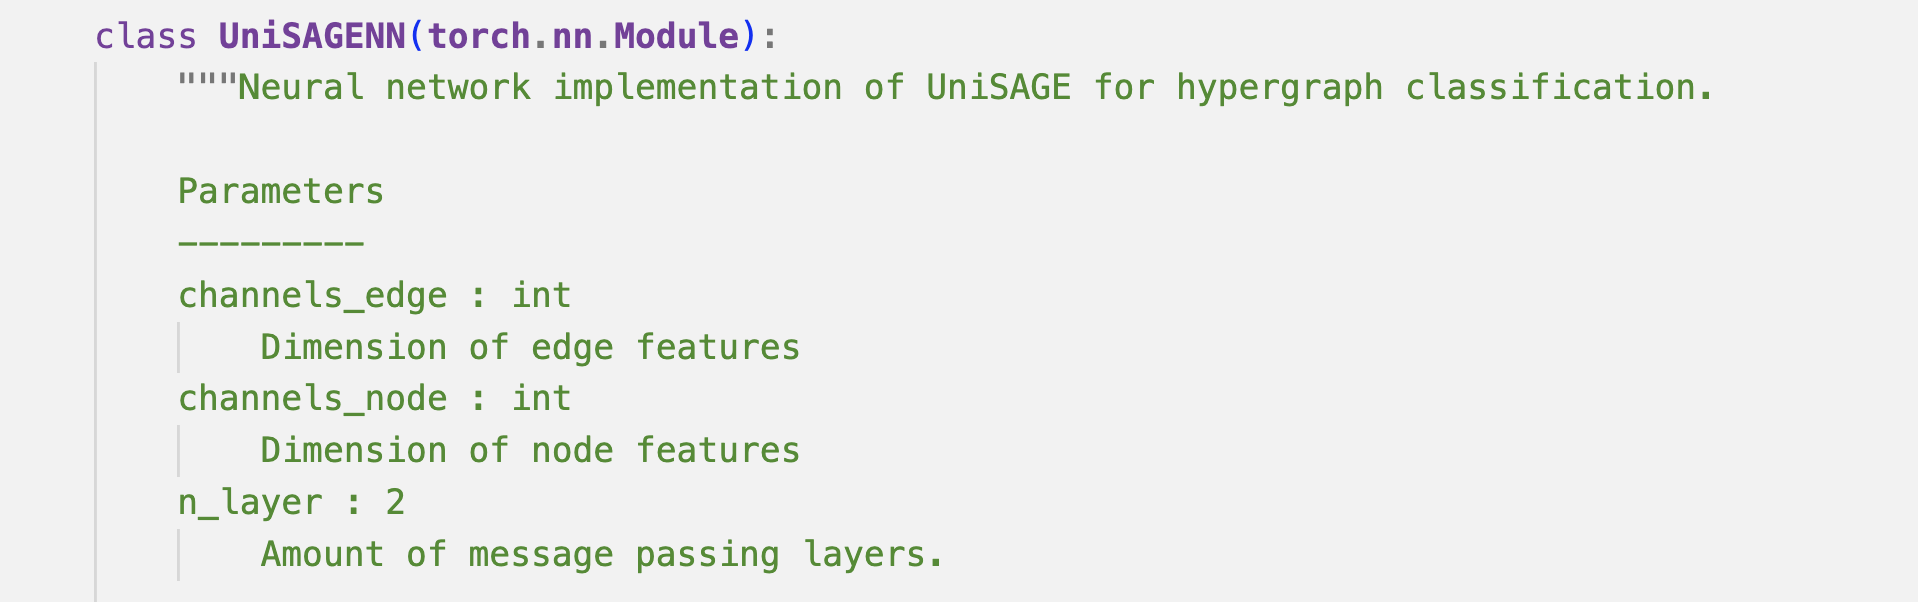 class UniSAGENN(torch.nn.Module):
"""Neural network implementation of UniSAGE for hypergraph classification.
Parameters
---------
channels_edge : int
Dimension of edge features
channels_node : int
Dimension of node features
n_layer : 2
Amount of message passing layers.